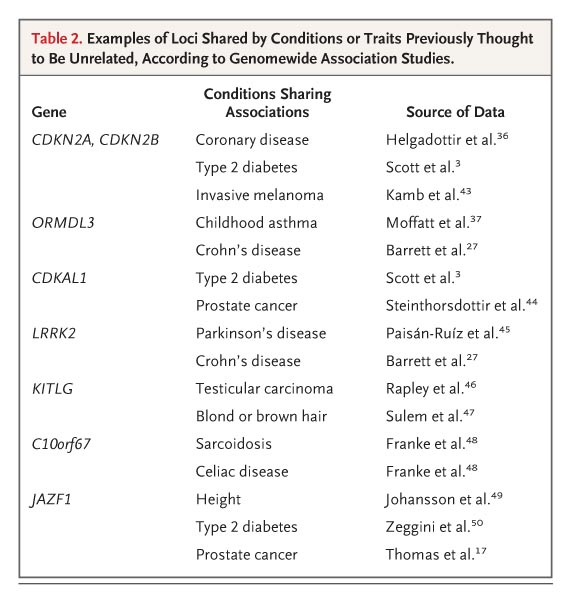 Table 2. Examples of Loci Shared by Conditions or Traits Previously Thought
to Be Unrelated, According to Genomewide Association Studies.
Gene Conditions Sharing Associations Source of Data
CDKN2A, CDKN2B Coronary disease Helgadottir et al.³⁶
Type 2 diabetes Scott et al.³
Invasive melanoma Kamb et al.⁴³
ORMDL3 Childhood asthma Moffatt et al.³⁷
Crohn's disease Barrett et al.²⁷
CDKAL1 Type 2 diabetes Scott et al.³
Prostate cancer Steinthorsdottir et al.⁴⁴
LRRK2 Parkinson's disease Paisán-Ruíz et al.⁴⁵
Crohn's disease Barrett et al.²⁷
KITLG Testicular carcinoma Rapley et al.⁴⁶
Blond or brown hair Sulem et al.⁴⁷
C10orf67 Sarcoidosis Franke et al.⁴⁸
Celiac disease Franke et al.⁴⁸
JAZF1 Height Johansson et al.⁴⁹
Type 2 diabetes Zeggini et al.⁵⁰
Prostate cancer Thomas et al.¹⁷